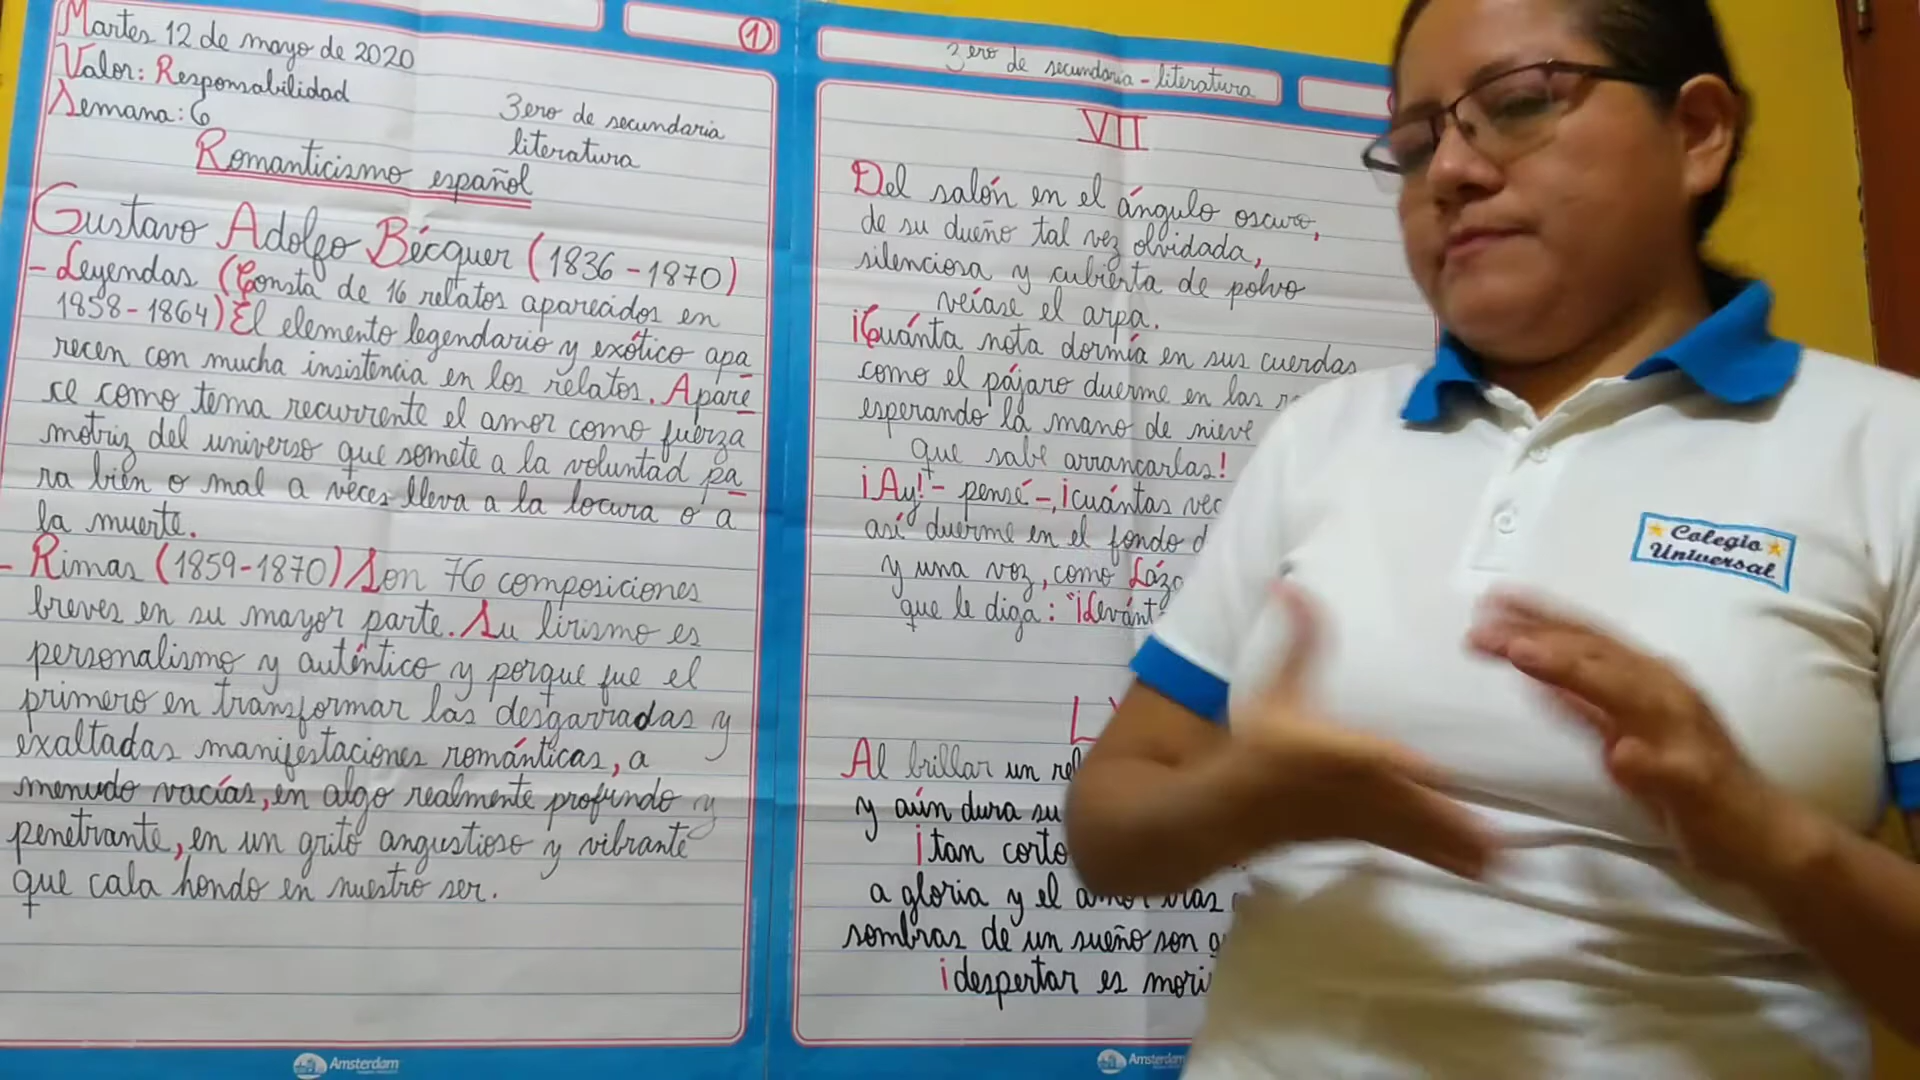 Martes 12 de mayo de 2020
Valor: Responsabilidad
Semana: 6
3ero de secundaria
literatura
Romanticismo español
Gustavo Adolfo Bécquer (1836-1870)
- Leyendas (Consta de 16 relatos aparecidos en
1858-1864) El elemento legendario y exótico apa
recen con mucha insistencia en los relatos. Apare
ce como tema recurrente el amor como fuerza
motriz del universo que somete a la voluntad pa
ra bien o mal a veces lleva a la locura o a
la muerte.
- Rimas (1859-1870) Son 76 composiciones
breves en su mayor parte. Su lirismo es
personalismo y auténtico y porque fue el
primero en transformar las desgarradas y
exaltadas manifestaciones románticas, a
menudo vacías, en algo realmente profundo y
penetrante, en un grito angustioso y vibrante
que cala hondo en nuestro ser.
1
Amsterdam
3ero de secundaria - literatura
VII
Del salón en el ángulo oscuro,
de su dueño tal vez olvidada,
silenciosa y cubierta de polvo
veíase el arpa.
¡Cuánta nota dormía en sus cuerdas
como el pájaro duerme en las
esperando la mano de nieve
que sabe arrancarlas!
¡Ay! - pensé -, ¡cuántas
así duerme en el fondo
y una voz, como
que le diga:
Al brillar un
y aún dura su
¡tan corto
a gloria y el
sombras de un sueño son
¡despertar es
Amsterdam
Colegio
Universal